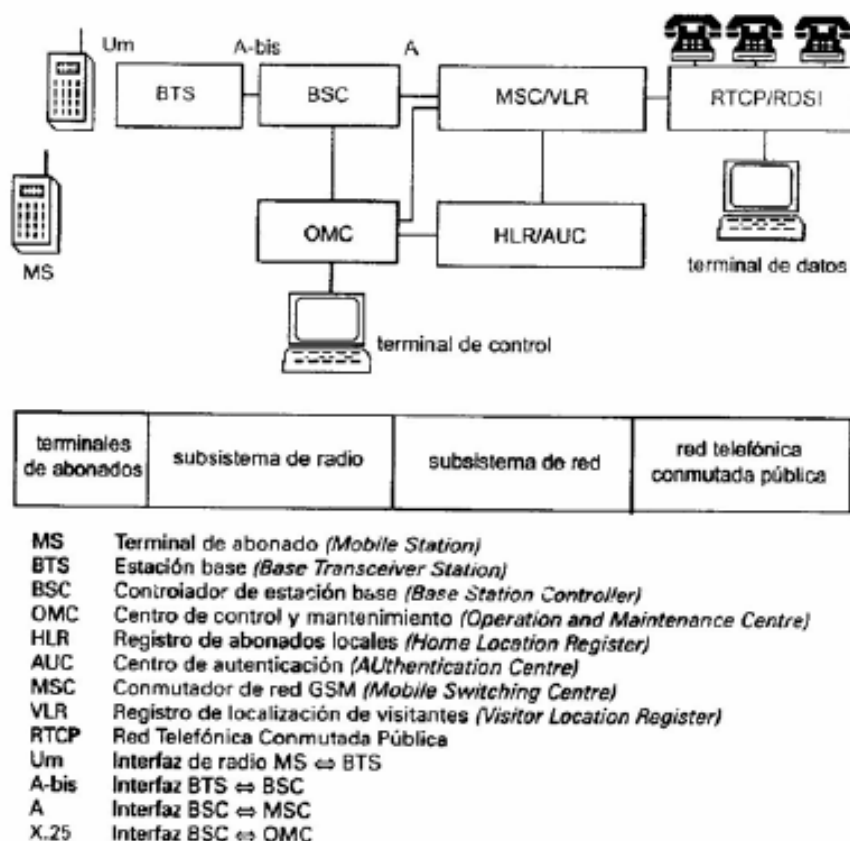 Um
A-bis
A
BTS
BSC
MSC/VLR
RTCP/RDSI
OMC
HLR/AUC
MS
terminal de datos
terminal de control
terminales
de abonados
subsistema de radio
subsistema de red
red telefónica
conmutada pública
MS Terminal de abonado (Mobile Station)
BTS Estación base (Base Transceiver Station)
BSC Controlador de estación base (Base Station Controller)
OMC Centro de control y mantenimiento (Operation and Maintenance Centre)
HLR Registro de abonados locales (Home Location Register)
AUC Centro de autenticación (AUthentication Centre)
MSC Conmutador de red GSM (Mobile Switching Centre)
VLR Registro de localización de visitantes (Visitor Location Register)
RTCP Red Telefónica Conmutada Pública
Um Interfaz de radio MS ⇔ BTS
A-bis Interfaz BTS ⇔ BSC
A Interfaz BSC ⇔ MSC
X.25 Interfaz BSC ⇔ OMC